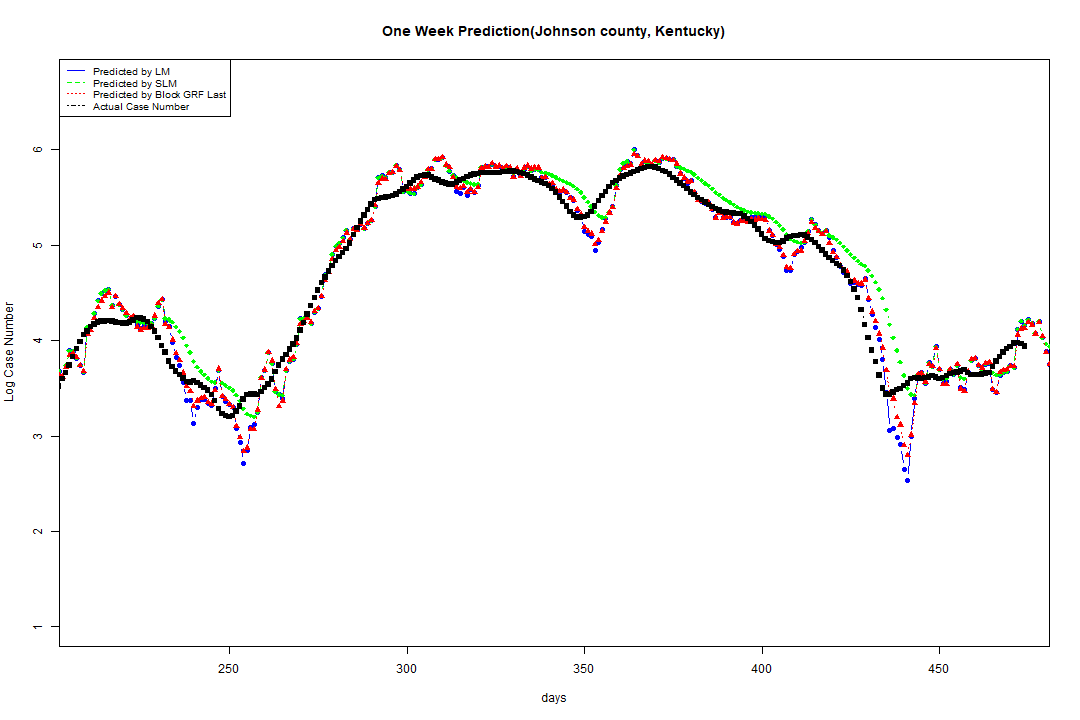 One Week Prediction(Johnson county, Kentucky)
Predicted by LM
Predicted by SLM
Predicted by Block GRF Last
Actual Case Number
Log Case Number
6
5
4
3
2
1
250 300 350 400 450
days